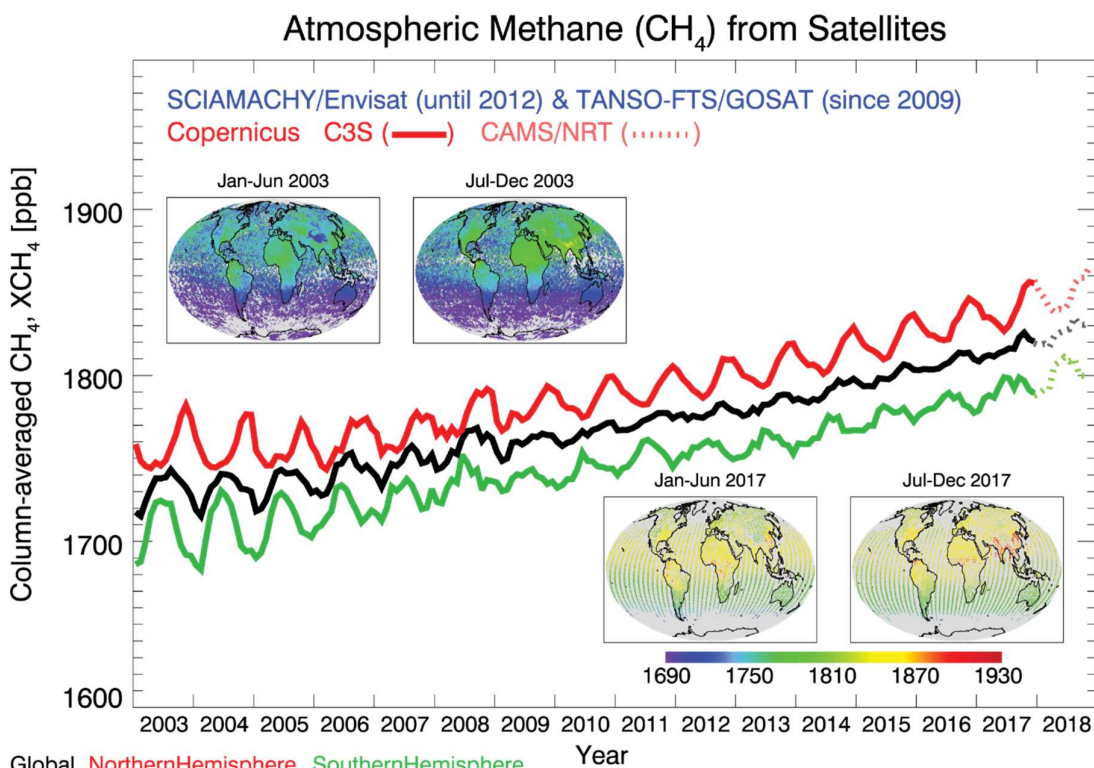 Atmospheric Methane (CH₄) from Satellites
SCIAMACHY/Envisat (until 2012) & TANSO-FTS/GOSAT (since 2009)
Copernicus C3S ( ) CAMS/NRT ( )
Jan-Jun 2003 Jul-Dec 2003
Column-averaged CH₄, XCH₄ [ppb]
1900
1800
1700
1600
Jan-Jun 2017 Jul-Dec 2017
1690 1750 1810 1870 1930
2003 2004 2005 2006 2007 2008 2009 2010 2011 2012 2013 2014 2015 2016 2017 2018
Year
Global NorthernHemisphere SouthernHemisphere